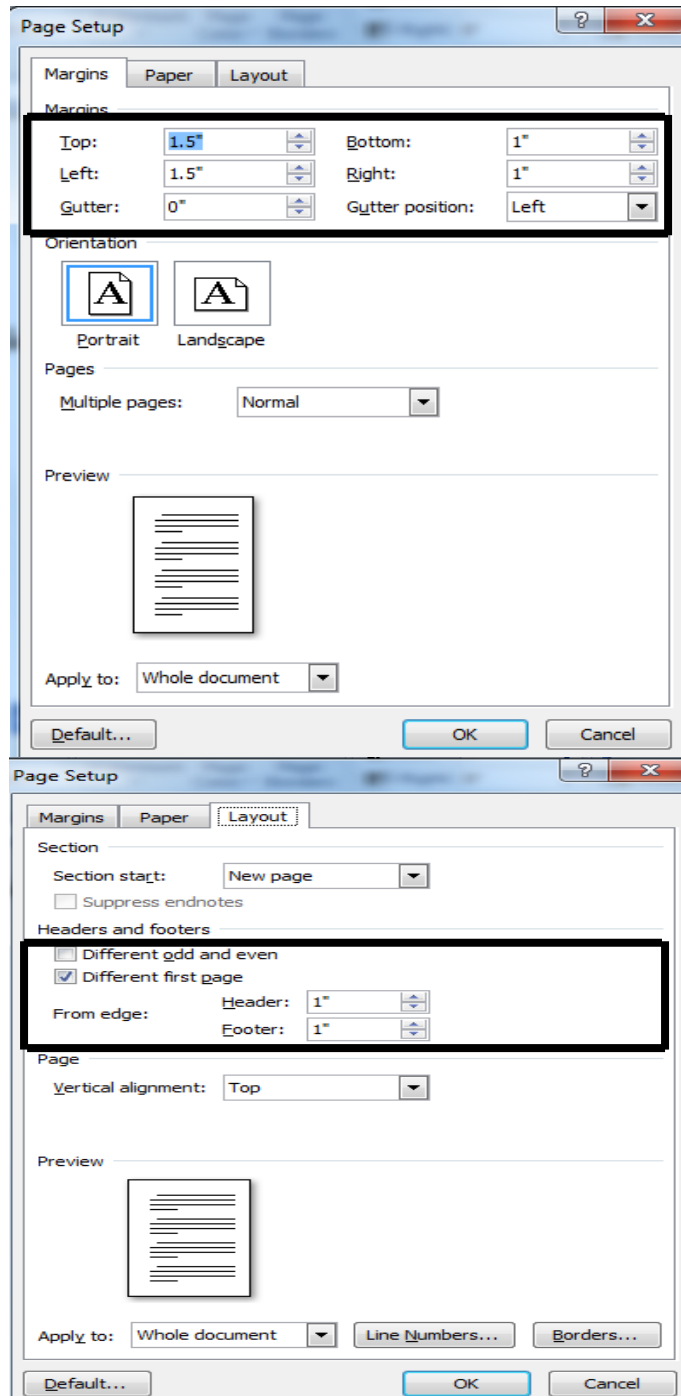 Page Setup
Margins Paper Layout
Margins
Top: 1.5" Bottom: 1"
Left: 1.5" Right: 1"
Gutter: 0" Gutter position: Left
Orientation
A A
Portrait Landscape
Pages
Multiple pages: Normal
Preview
Apply to: Whole document
Default... OK Cancel
Page Setup
Margins Paper Layout
Section
Section start: New page
Suppress endnotes
Headers and footers
Different odd and even
Different first page
From edge: Header: 1"
Footer: 1"
Page
Vertical alignment: Top
Preview
Apply to: Whole document Line Numbers... Borders...
Default... OK Cancel